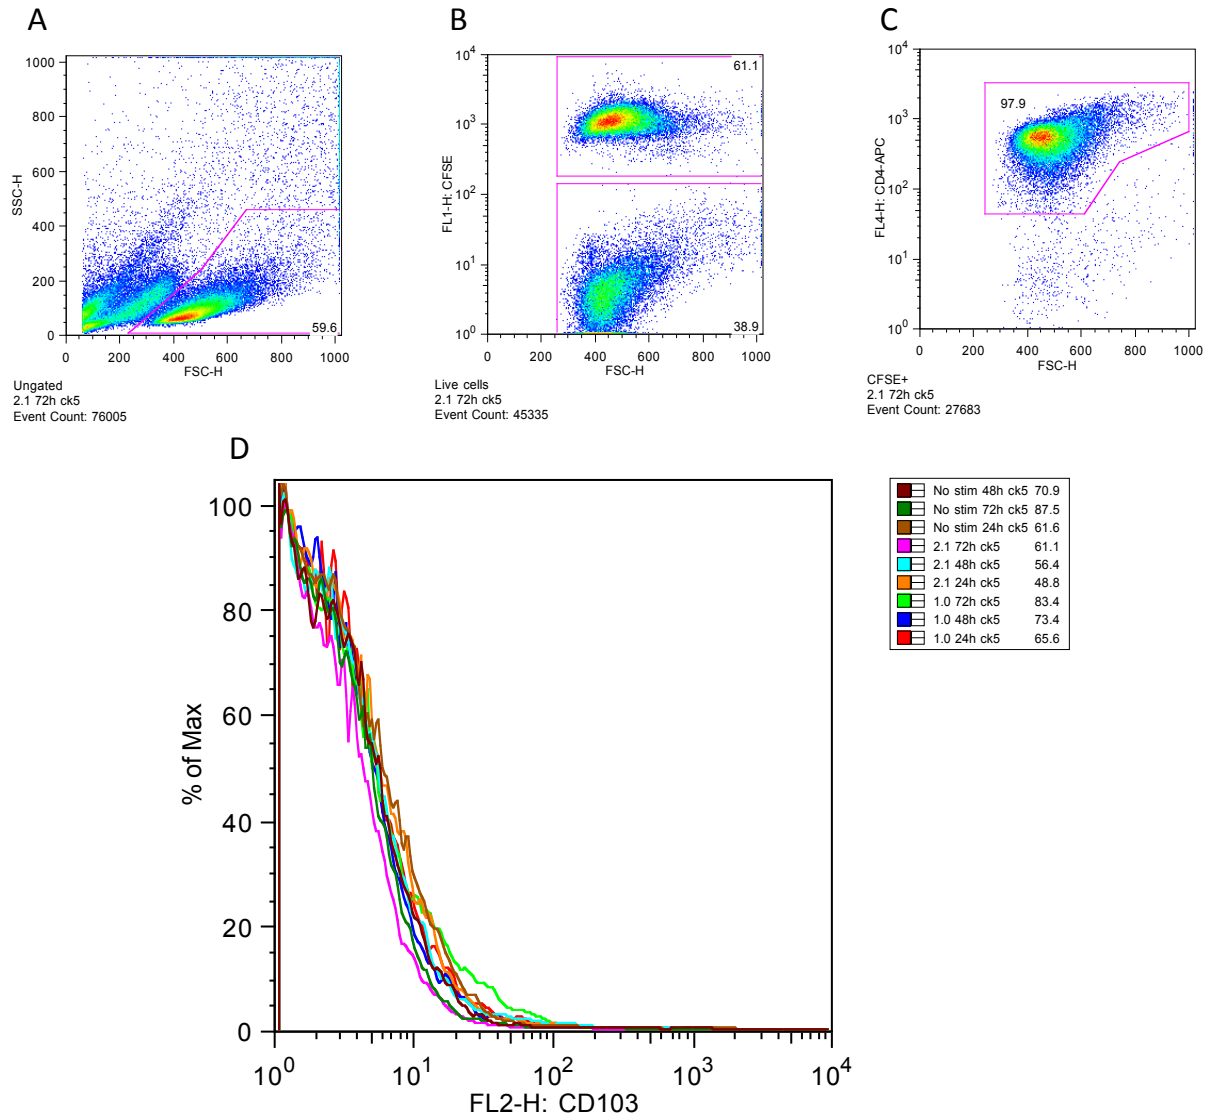 A
B
C
1000
800
600
400
200
0
SSC-H
59.6
0 200 400 600 800 1000
FSC-H
Ungated
2.1 72h ck5
Event Count: 76005
10^4
10^3
10^2
10^1
10^0
FL1-H: CFSE
61.1
38.9
0 200 400 600 800 1000
FSC-H
Live cells
2.1 72h ck5
Event Count: 45335
10^4
10^3
10^2
10^1
10^0
FL4-H: CD4-APC
97.9
0 200 400 600 800 1000
FSC-H
CFSE+
2.1 72h ck5
Event Count: 27683
D
100
80
60
40
20
0
% of Max
10^0 10^1 10^2 10^3 10^4
FL2-H: CD103
No stim 48h ck5 70.9
No stim 72h ck5 87.5
No stim 24h ck5 61.6
2.1 72h ck5 61.1
2.1 48h ck5 56.4
2.1 24h ck5 48.8
1.0 72h ck5 83.4
1.0 48h ck5 73.4
1.0 24h ck5 65.6